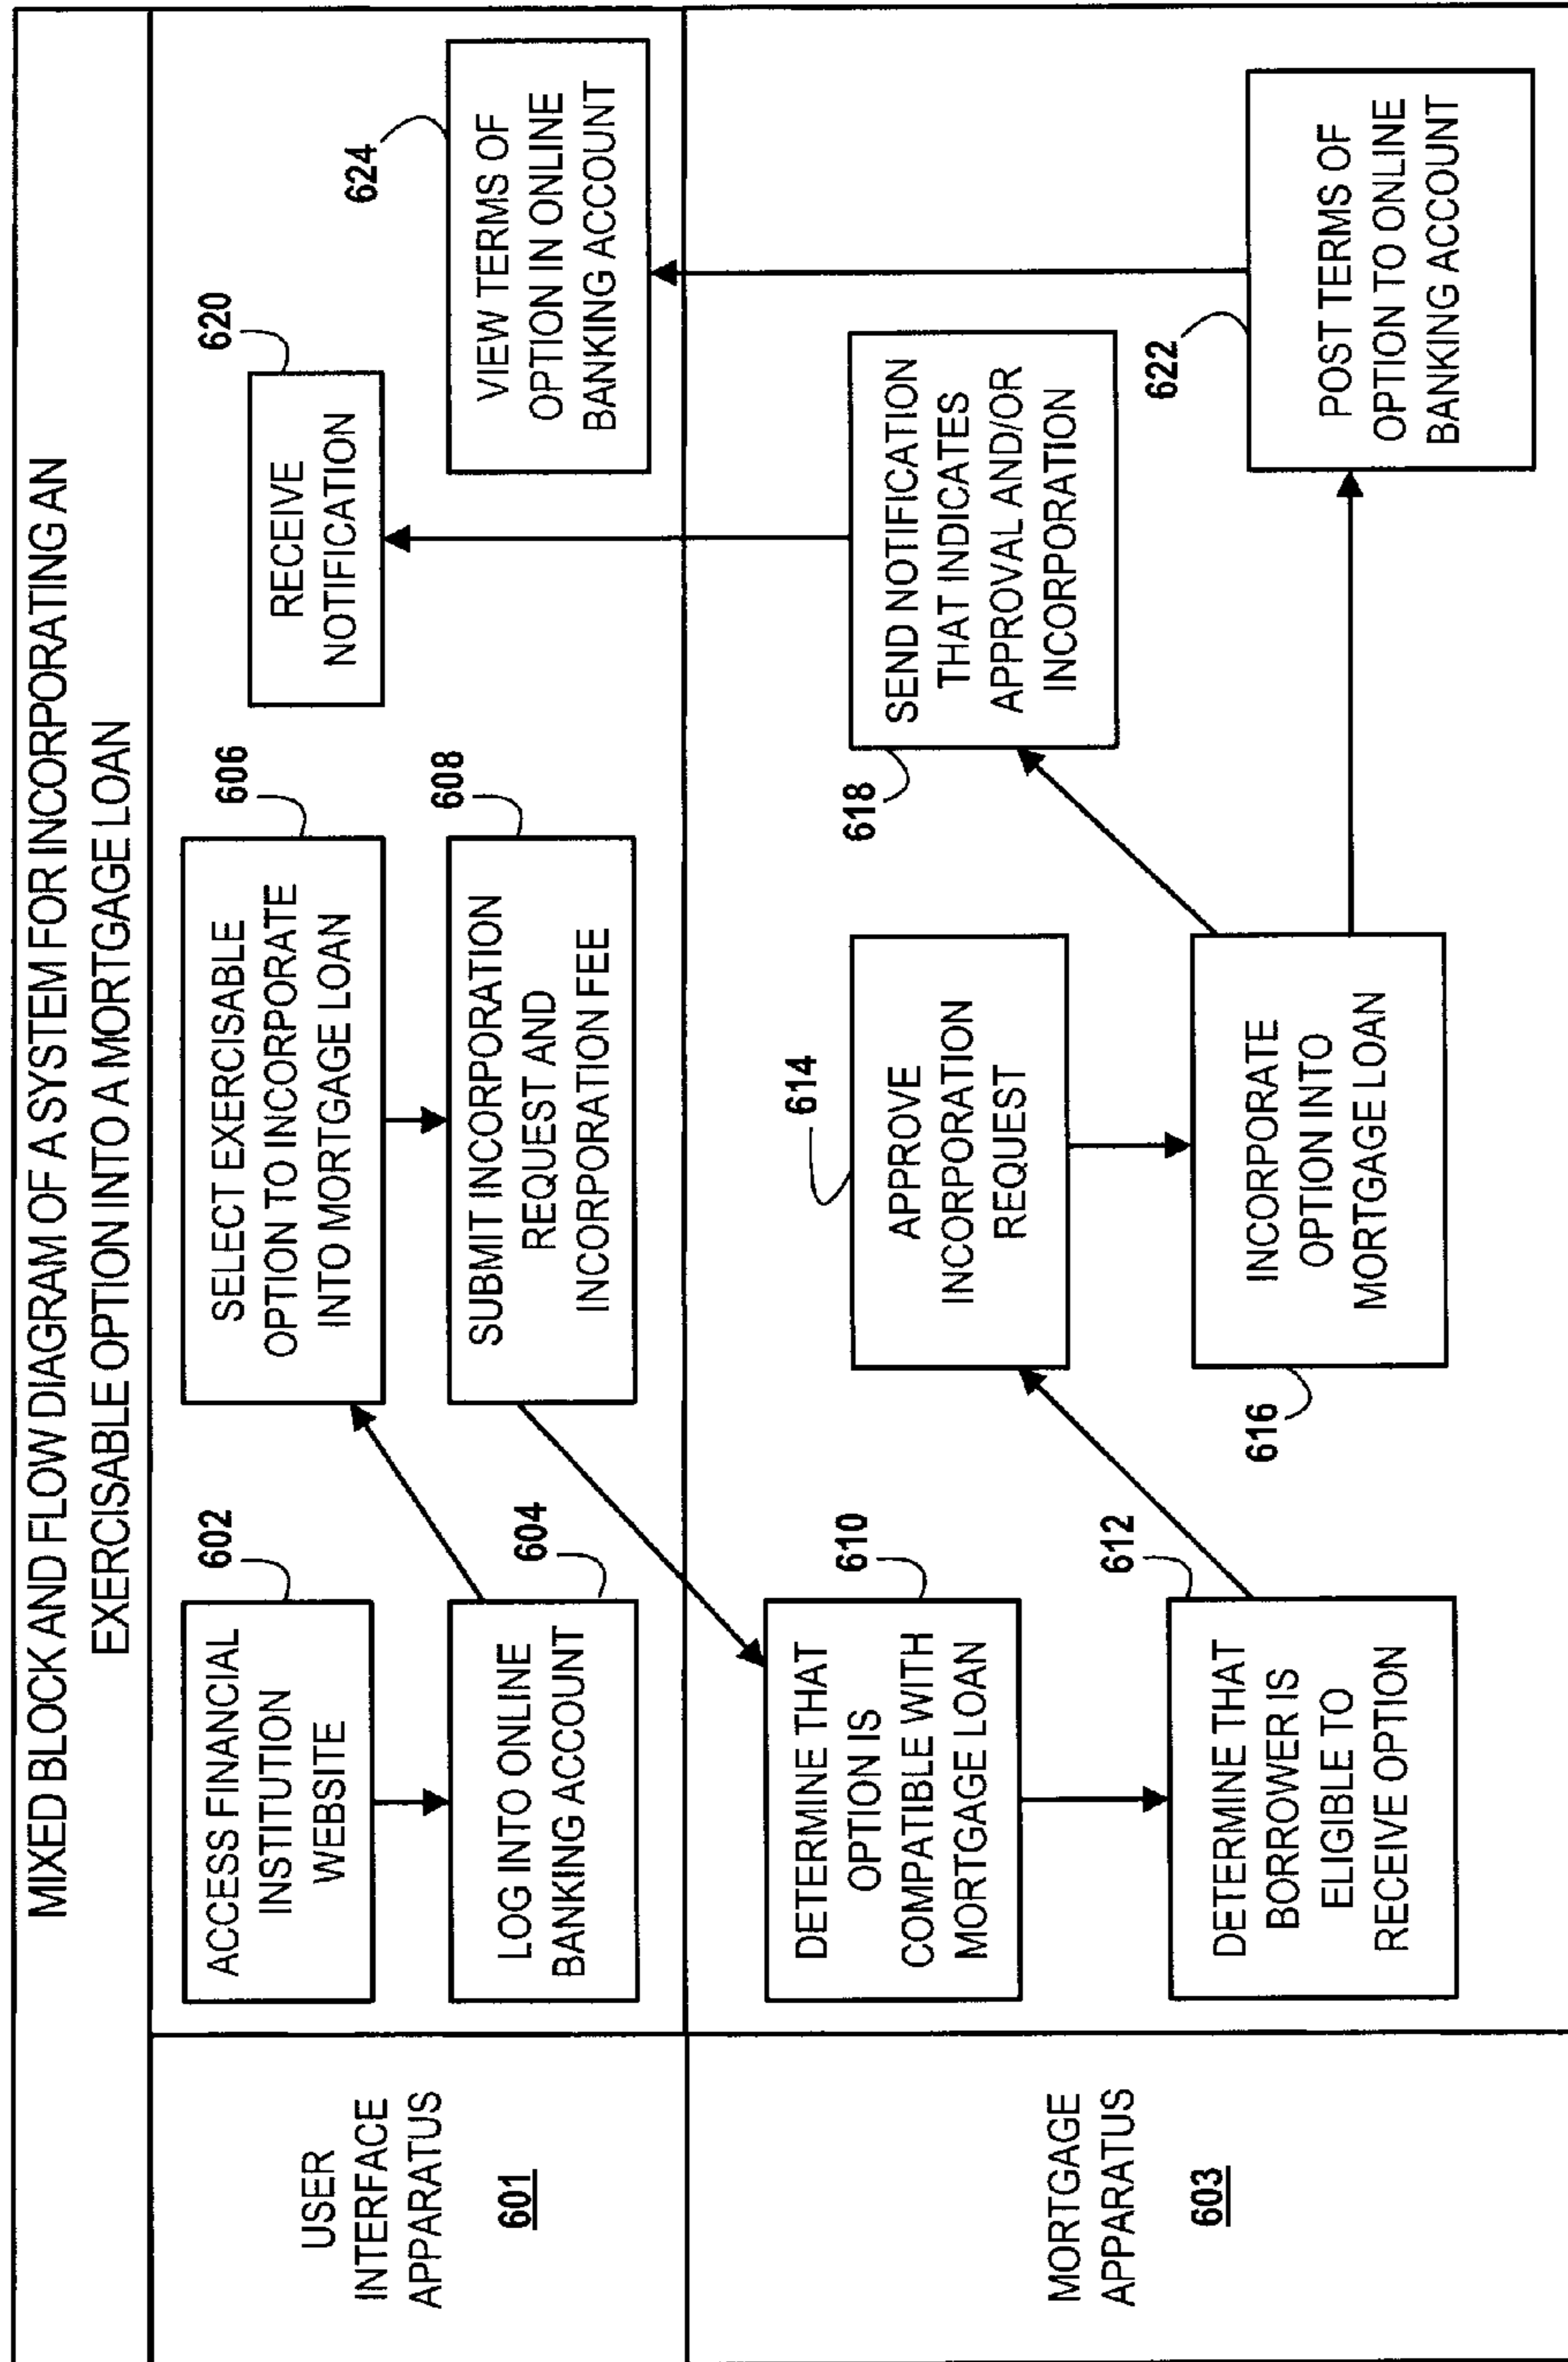 MIXED BLOCK AND FLOW DIAGRAM OF A SYSTEM FOR INCORPORATING AN
EXERCISABLE OPTION INTO A MORTGAGE LOAN
USER
INTERFACE
APPARATUS
601
ACCESS FINANCIAL
INSTITUTION
WEBSITE
602
LOG INTO ONLINE
BANKING ACCOUNT
604
SELECT EXERCISABLE
OPTION TO INCORPORATE
INTO MORTGAGE LOAN
606
SUBMIT INCORPORATION
REQUEST AND
INCORPORATION FEE
608
RECEIVE
NOTIFICATION
620
VIEW TERMS OF
OPTION IN ONLINE
BANKING ACCOUNT
624
MORTGAGE
APPARATUS
603
DETERMINE THAT
OPTION IS
COMPATIBLE WITH
MORTGAGE LOAN
610
DETERMINE THAT
BORROWER IS
ELIGIBLE TO
RECEIVE OPTION
612
APPROVE
INCORPORATION
REQUEST
614
INCORPORATE
OPTION INTO
MORTGAGE LOAN
616
SEND NOTIFICATION
THAT INDICATES
APPROVAL AND/OR
INCORPORATION
618
POST TERMS OF
OPTION TO ONLINE
BANKING ACCOUNT
622